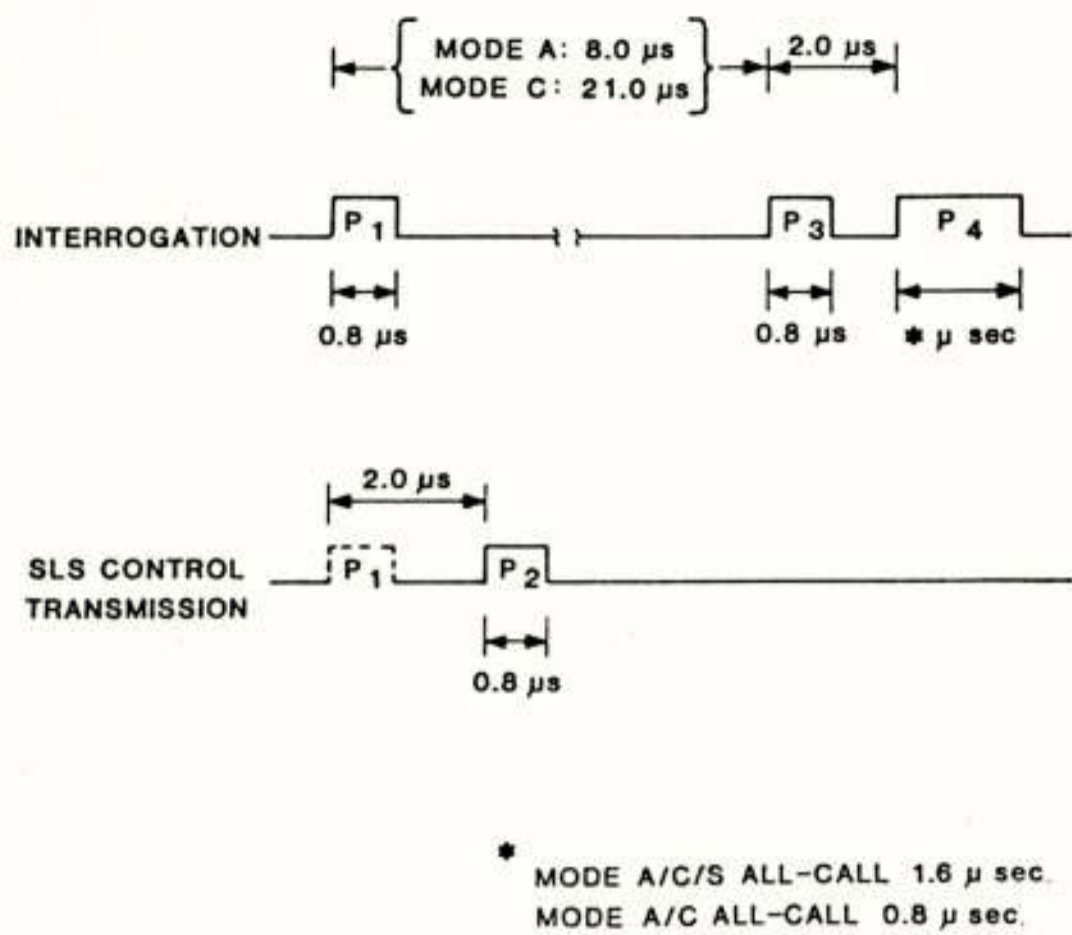 MODE A: 8.0 µs
MODE C: 21.0 µs
2.0 µs
INTERROGATION
P1
P3
P4
0.8 µs
0.8 µs
* µ sec
2.0 µs
SLS CONTROL
TRANSMISSION
P1
P2
0.8 µs
*
MODE A/C/S ALL-CALL 1.6 µ sec.
MODE A/C ALL-CALL 0.8 µ sec.